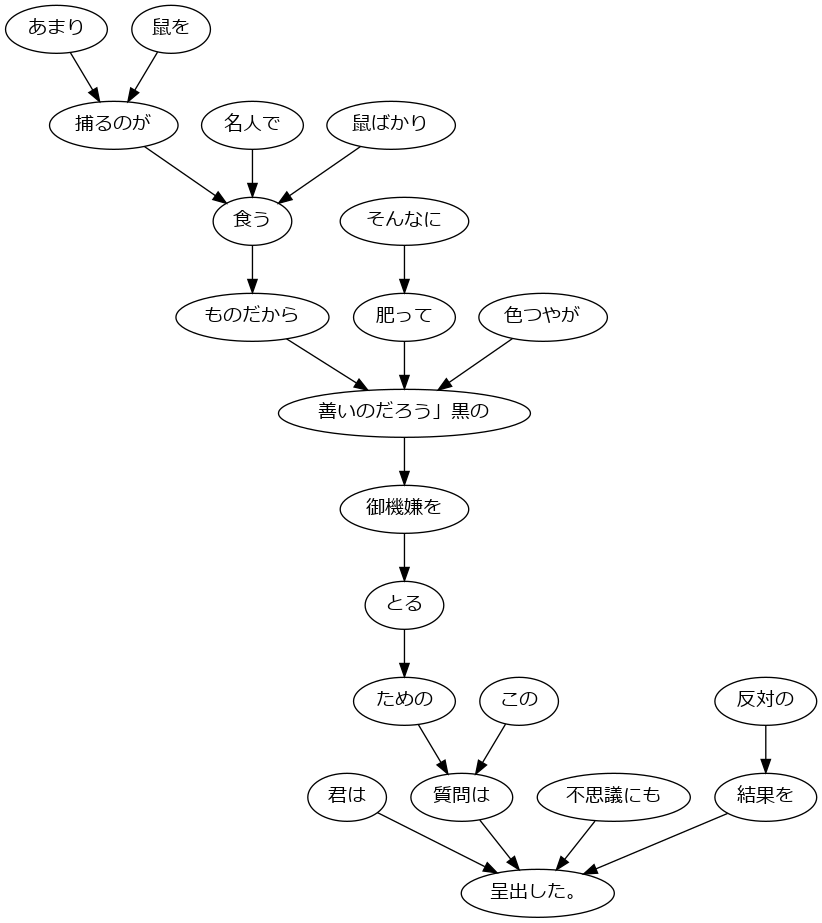 あまり
鼠を
捕るのが
名人で
鼠ばかり
食う
そんなに
ものだから
肥って
色つやが
善いのだろう」黒の
御機嫌を
とる
ための
この
反対の
君は
質問は
不思議にも
結果を
呈出した。